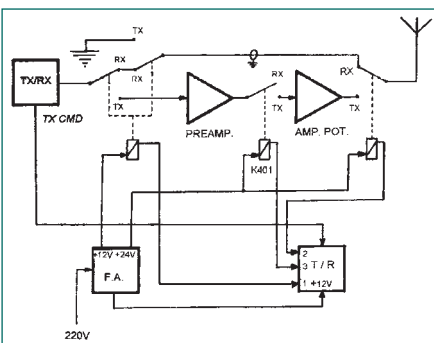 TX
RX
RX
RX
TX/RX
TX
RX
TX
TX
TX CMD
PREAMP.
AMP. POT.
K401
+12V +24V
F.A.
2
3 T / R
1 +12V
220V